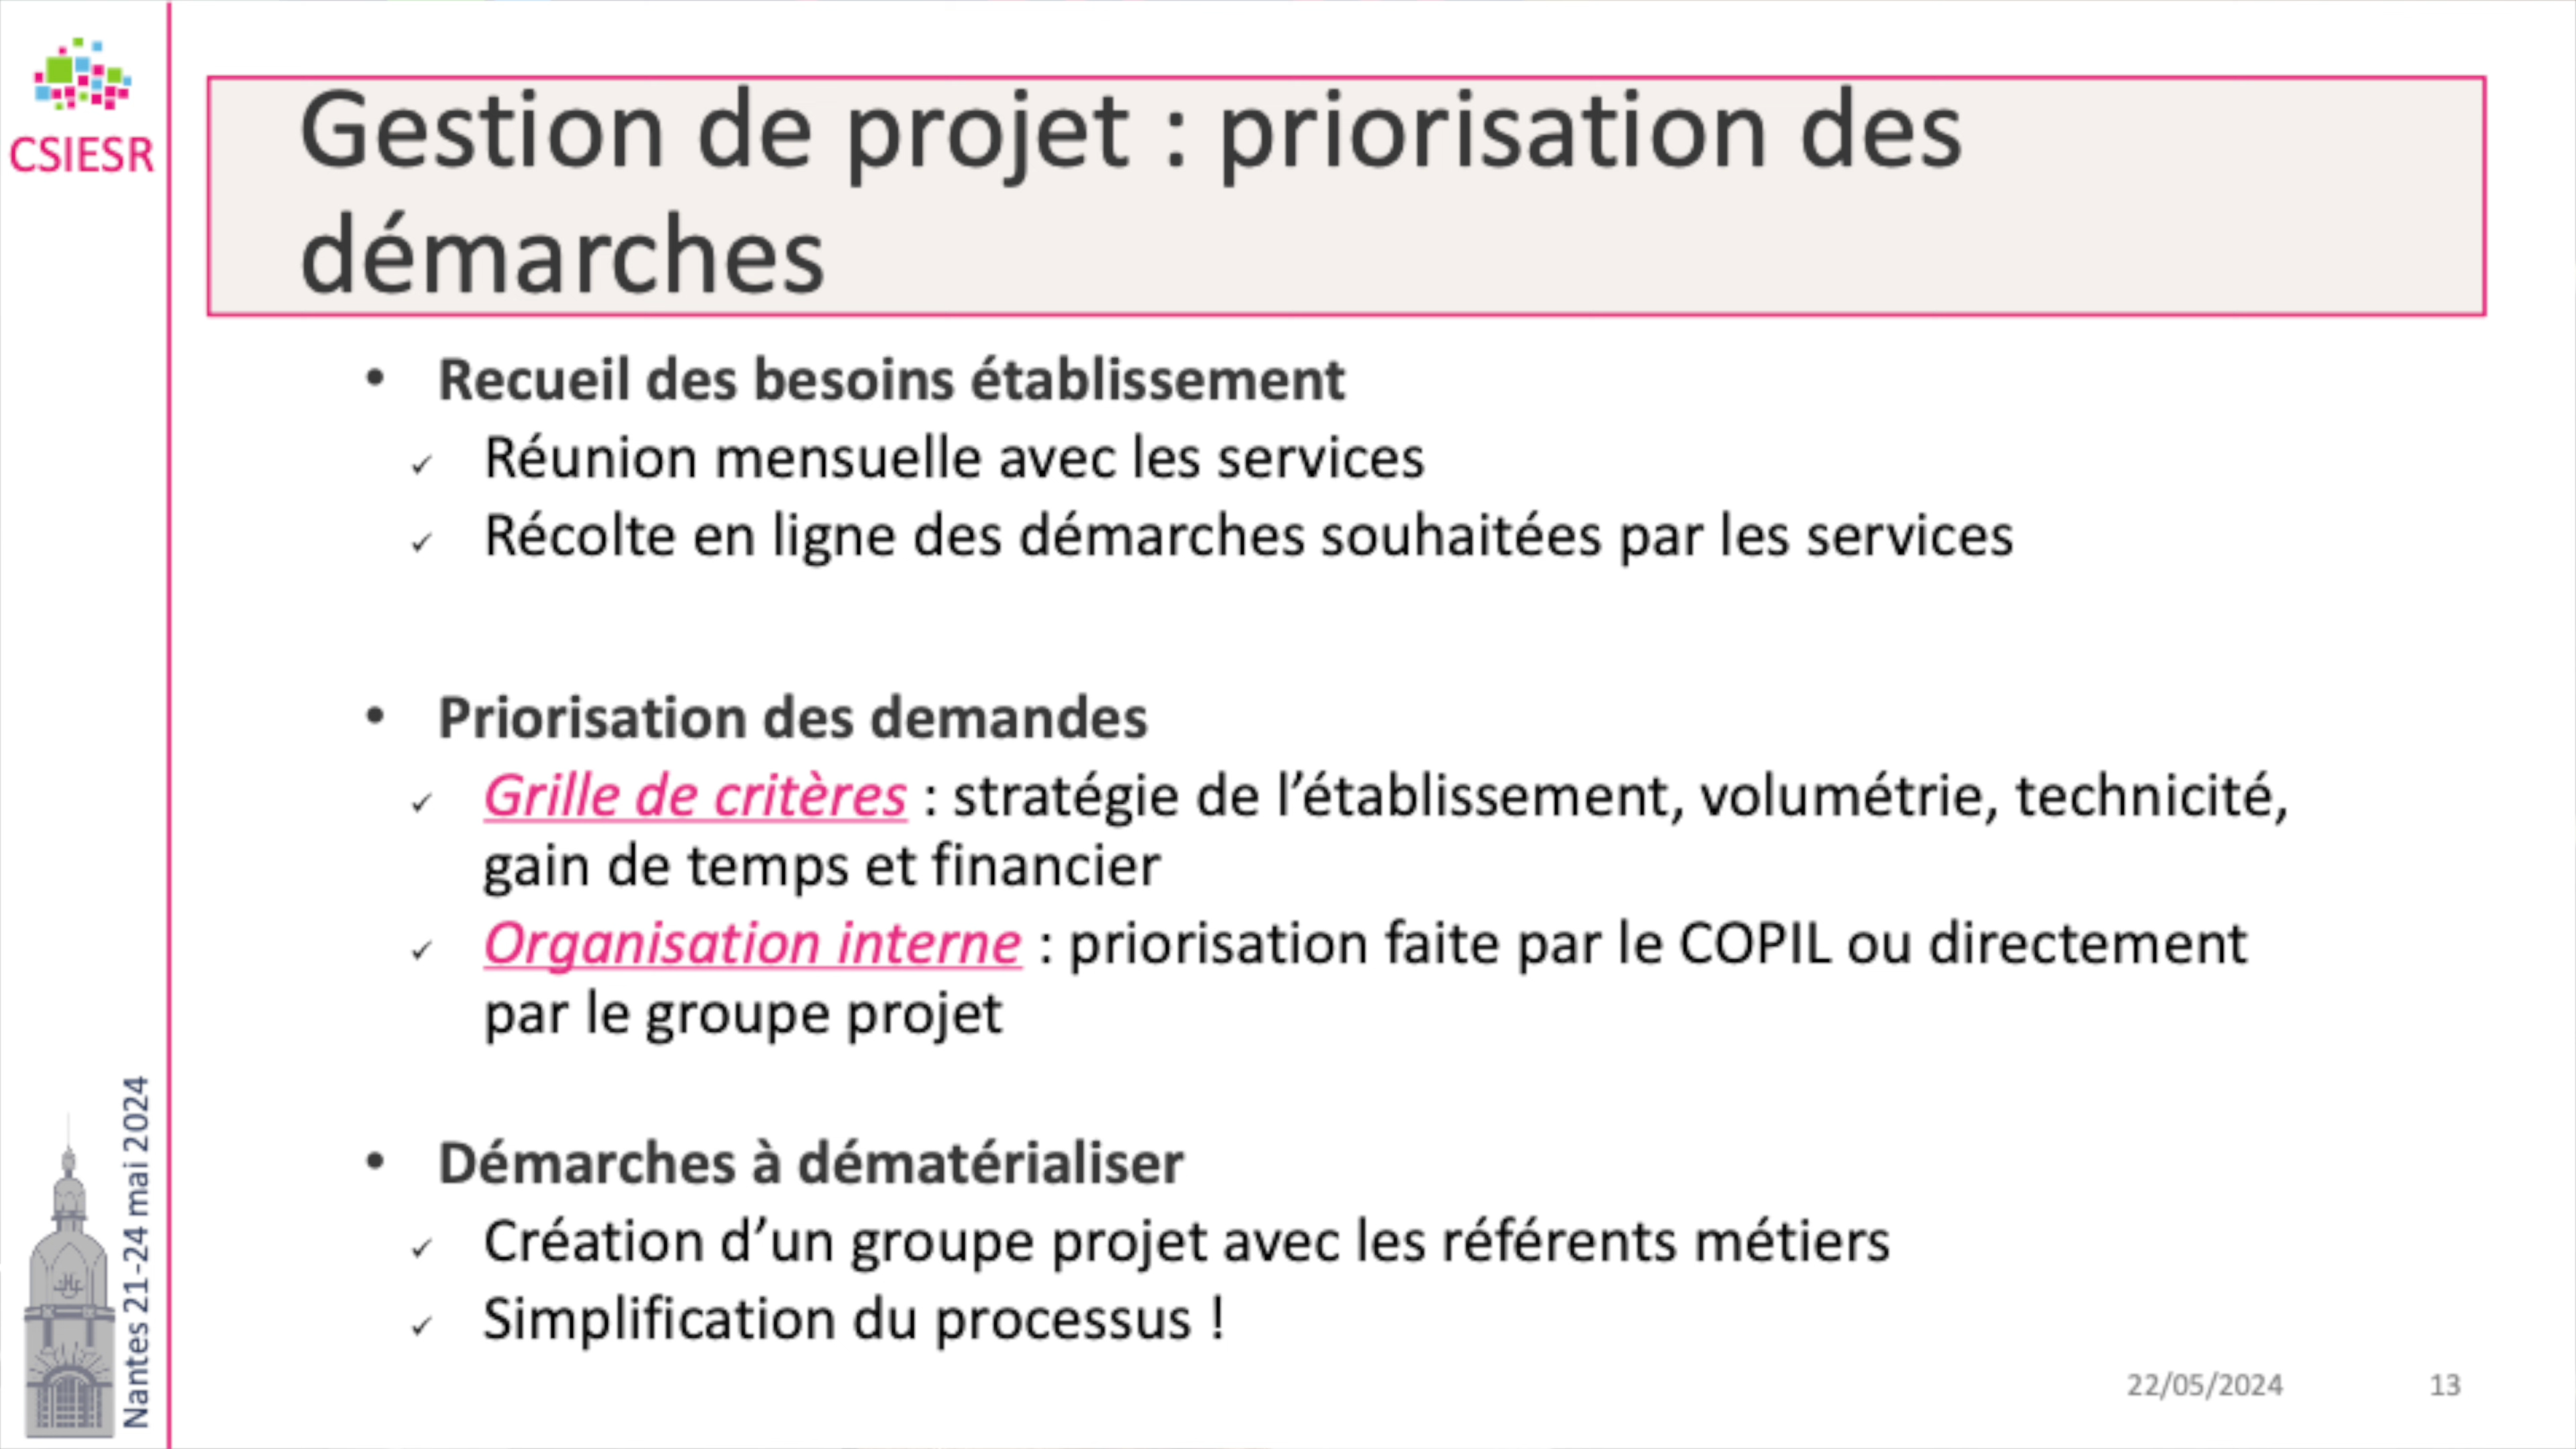 CSIESR
Gestion de projet : priorisation des
démarches
• Recueil des besoins établissement
✓ Réunion mensuelle avec les services
✓ Récolte en ligne des démarches souhaitées par les services
• Priorisation des demandes
✓ Grille de critères : stratégie de l’établissement, volumétrie, technicité,
gain de temps et financier
✓ Organisation interne : priorisation faite par le COPIL ou directement
par le groupe projet
• Démarches à dématérialiser
✓ Création d’un groupe projet avec les référents métiers
✓ Simplification du processus !
Nantes 21-24 mai 2024
22/05/2024
13